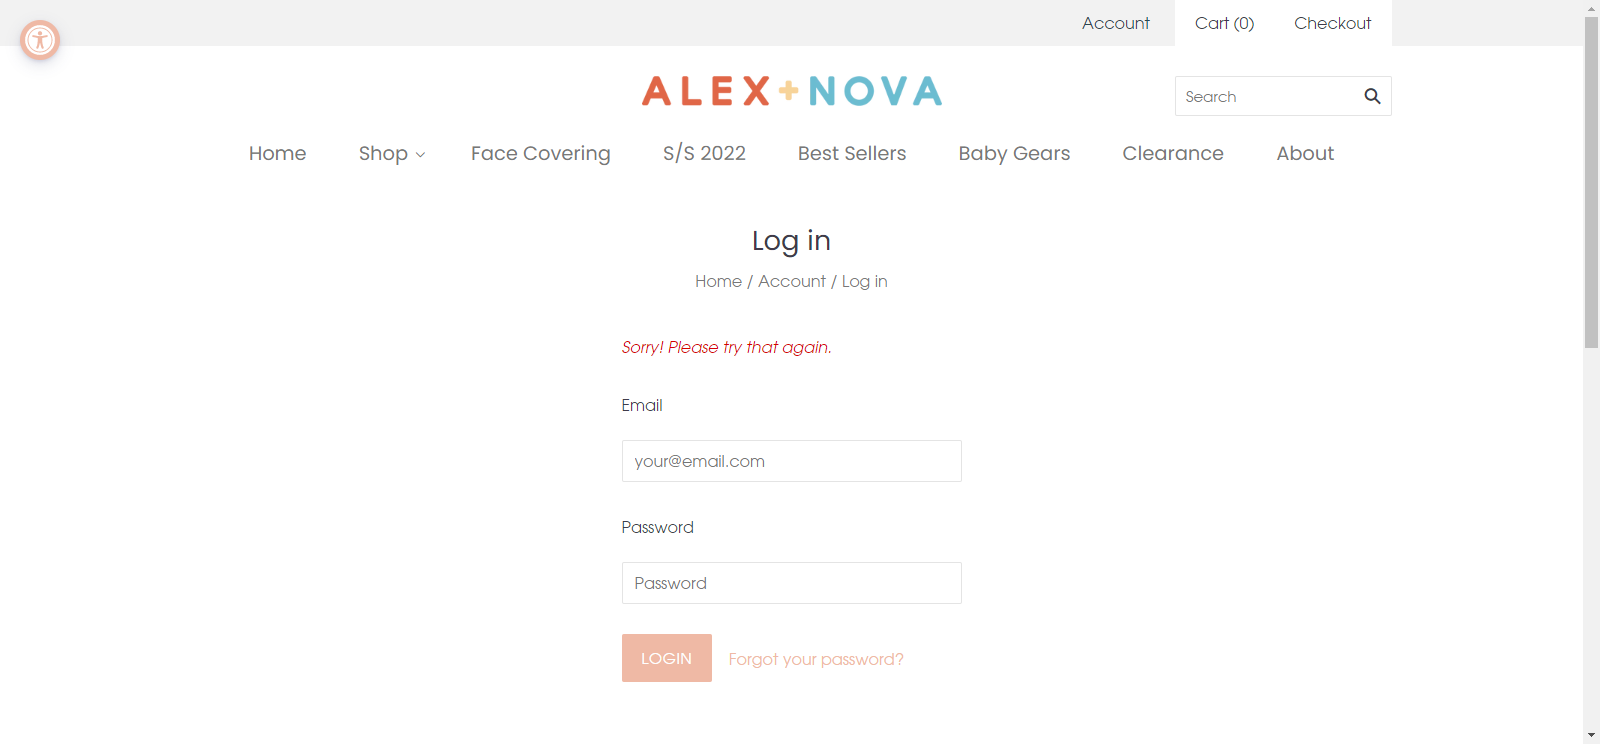 Account Cart (0) Checkout
ALEX+NOVA
Search
Home Shop Face Covering S/S 2022 Best Sellers Baby Gears Clearance About
Log in
Home / Account / Log in
Sorry! Please try that again.
Email
your@email.com
Password
Password
LOGIN Forgot your password?